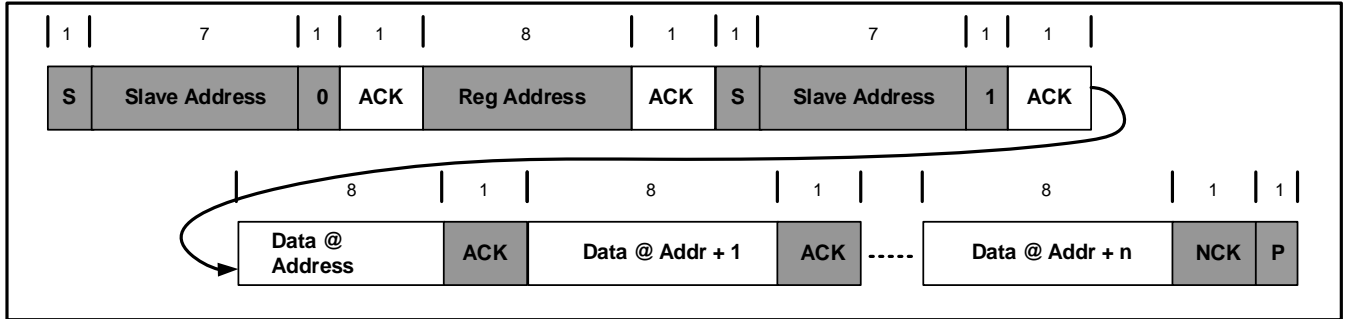 1 7 1 1 8 1 1 7 1 1
S Slave Address 0 ACK Reg Address ACK S Slave Address 1 ACK
8 1 8 1 8 1 1
Data @
Address ACK Data @ Addr + 1 ACK Data @ Addr + n NCK P